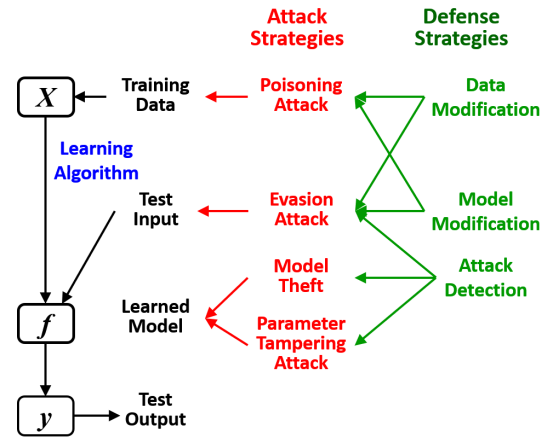 Attack
Strategies
Defense
Strategies
X
Training
Data
Poisoning
Attack
Data
Modification
Learning
Algorithm
Test
Input
Evasion
Attack
Model
Modification
Attack
Detection
Model
Theft
Learned
Model
f
Parameter
Tampering
Attack
y
Test
Output